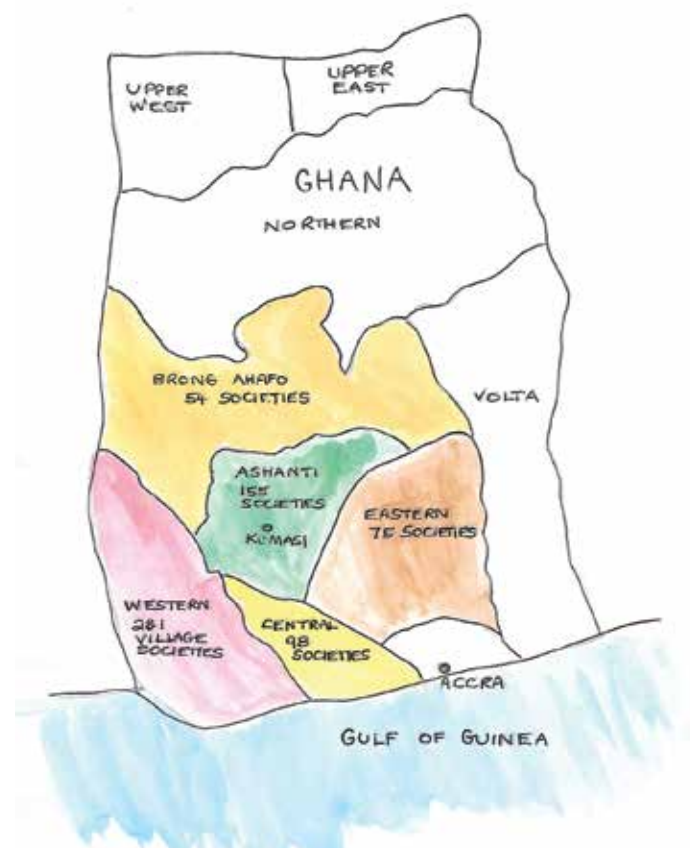 UPPER
WEST
UPPER
EAST
GHANA
NORTHERN
BRONG AHAFO
54 SOCIETIES
VOLTA
ASHANTI
155
SOCIETIES
KUMASI
EASTERN
75 SOCIETIES
WESTERN
281
VILLAGE
SOCIETIES
CENTRAL
98
SOCIETIES
ACCRA
GULF OF GUINEA